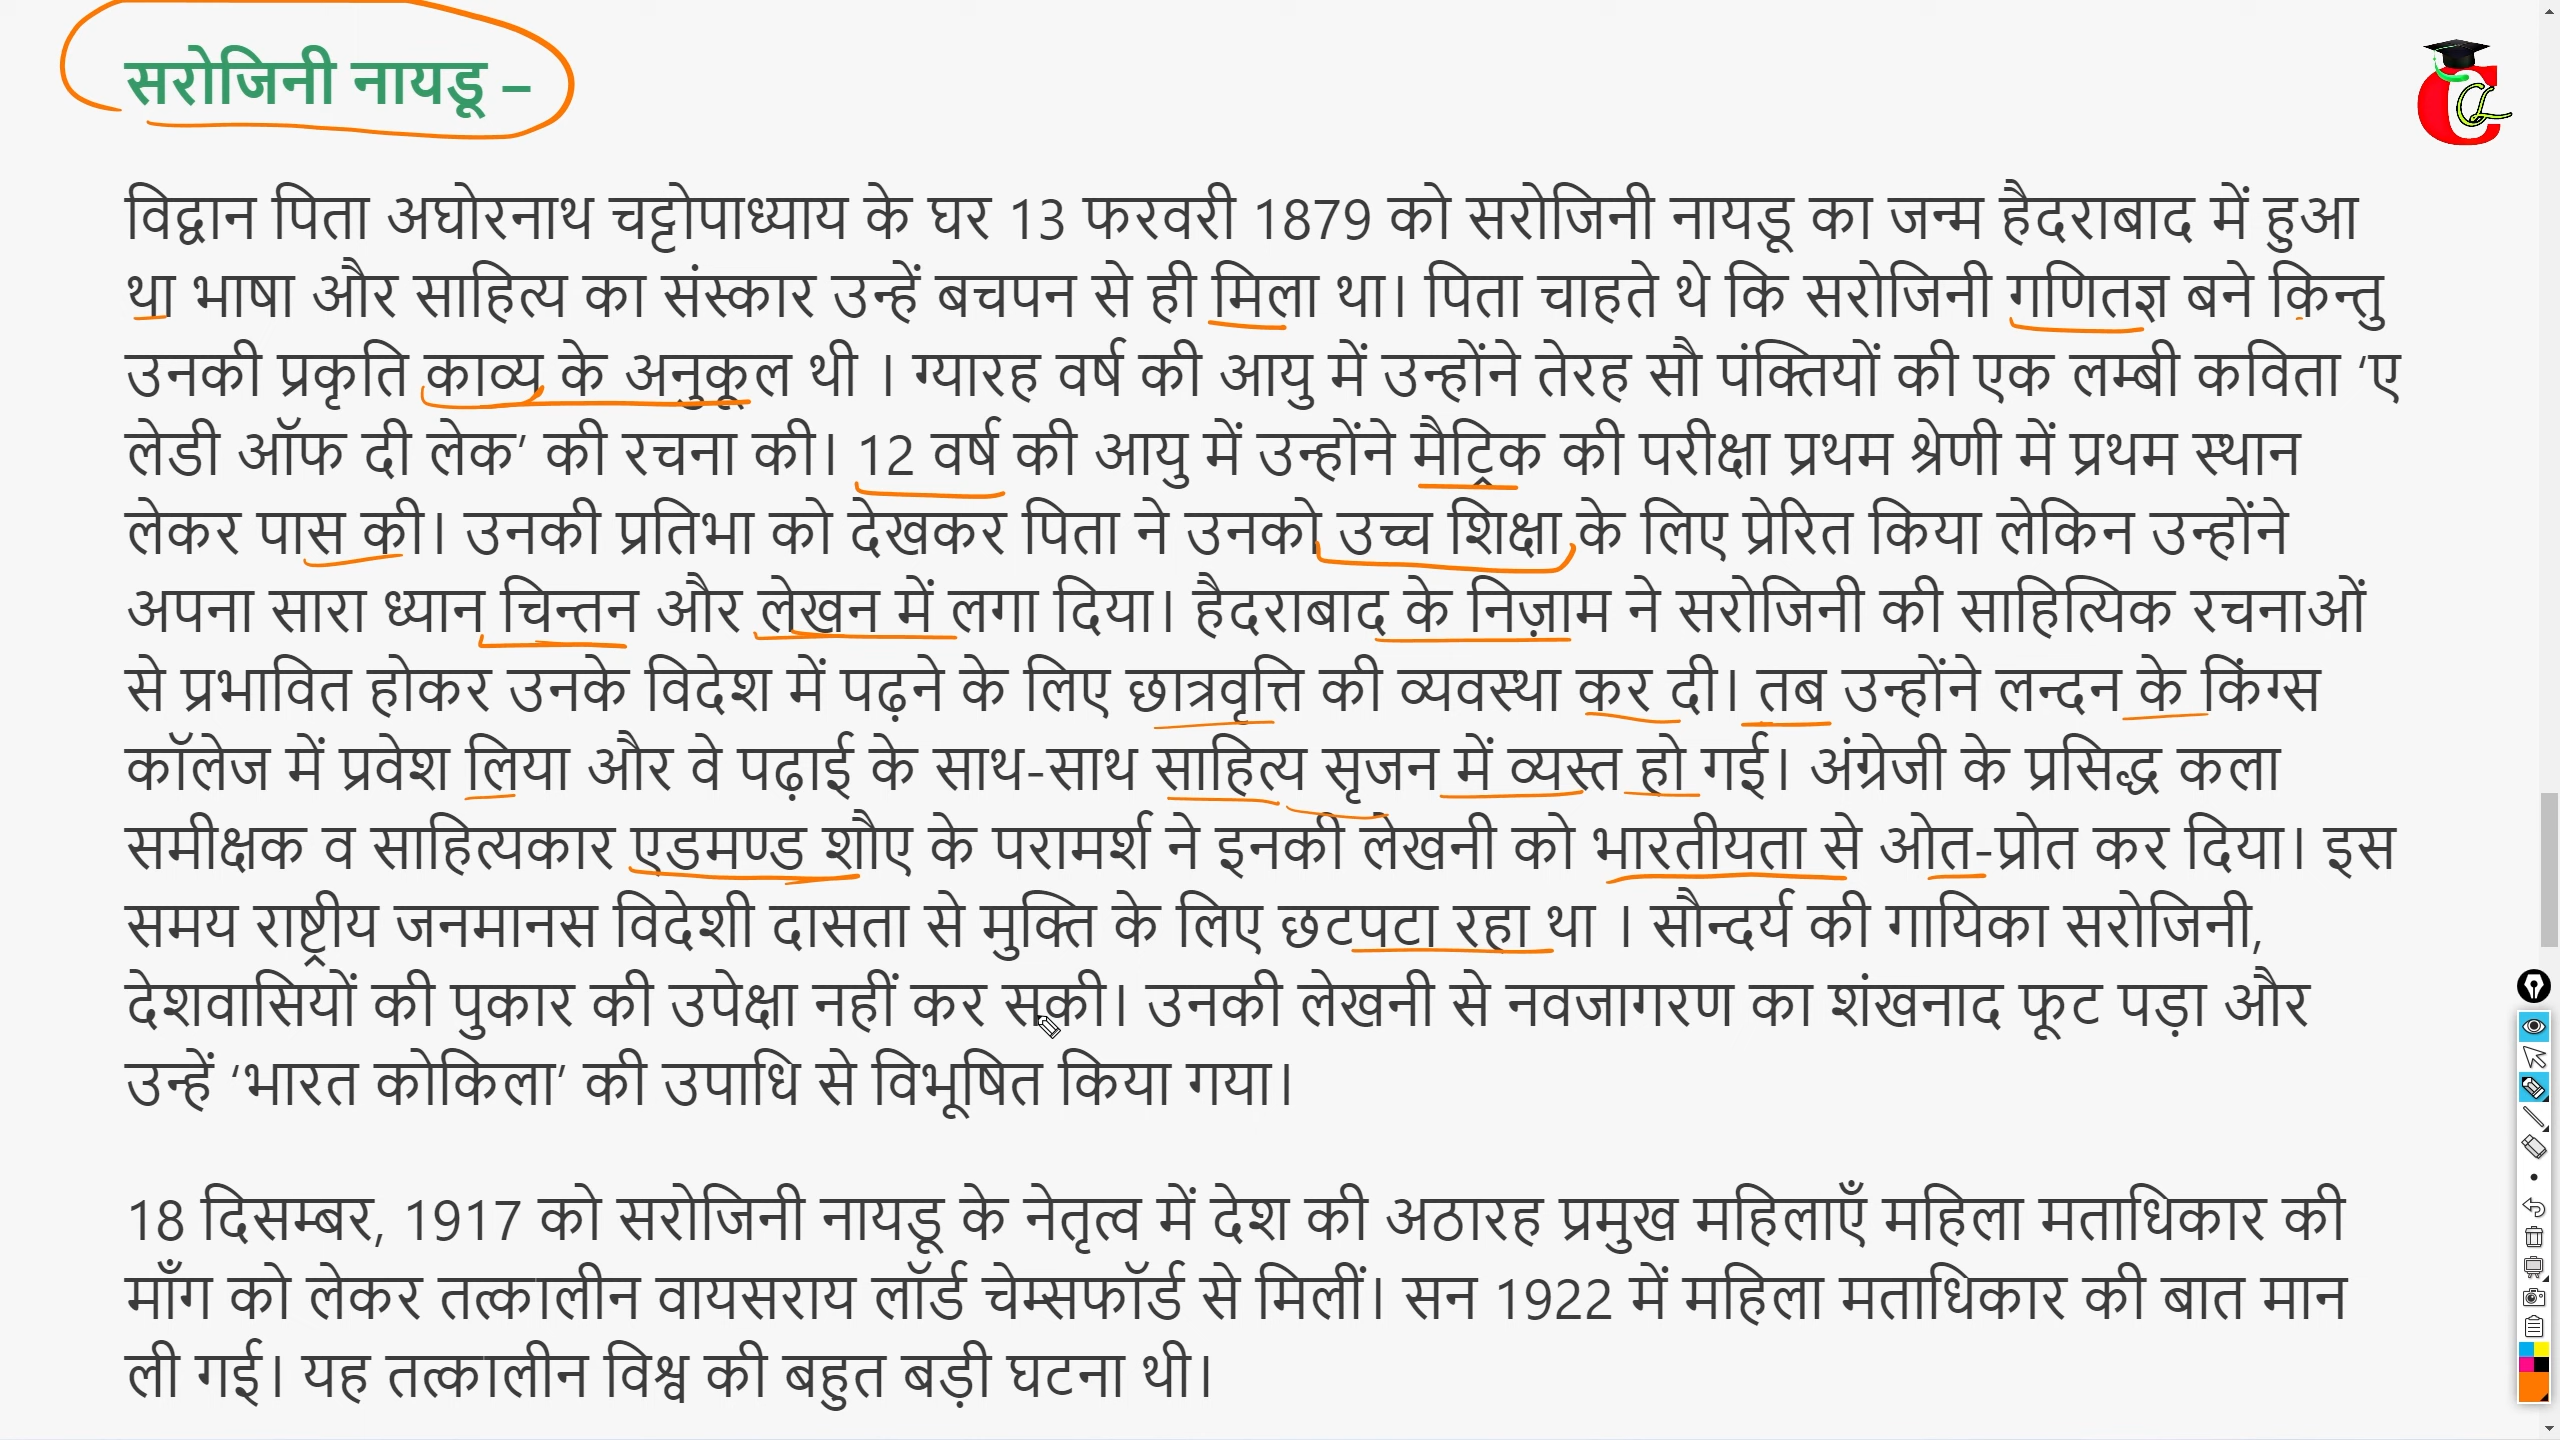 सरोजिनी नायडू –
विद्वान पिता अघोरनाथ चट्टोपाध्याय के घर 13 फरवरी 1879 को सरोजिनी नायडू का जन्म हैदराबाद में हुआ
था भाषा और साहित्य का संस्कार उन्हें बचपन से ही मिला था। पिता चाहते थे कि सरोजिनी गणितज्ञ बने किन्तु
उनकी प्रकृति काव्य के अनुकूल थी । ग्यारह वर्ष की आयु में उन्होंने तेरह सौ पंक्तियों की एक लम्बी कविता ‘ए
लेडी ऑफ दी लेक’ की रचना की। 12 वर्ष की आयु में उन्होंने मैट्रिक की परीक्षा प्रथम श्रेणी में प्रथम स्थान
लेकर पास की। उनकी प्रतिभा को देखकर पिता ने उनको उच्च शिक्षा के लिए प्रेरित किया लेकिन उन्होंने
अपना सारा ध्यान चिन्तन और लेखन में लगा दिया। हैदराबाद के निज़ाम ने सरोजिनी की साहित्यिक रचनाओं
से प्रभावित होकर उनके विदेश में पढ़ने के लिए छात्रवृत्ति की व्यवस्था कर दी। तब उन्होंने लन्दन के किंग्स
कॉलेज में प्रवेश लिया और वे पढ़ाई के साथ-साथ साहित्य सृजन में व्यस्त हो गई। अंग्रेजी के प्रसिद्ध कला
समीक्षक व साहित्यकार एडमण्ड शौए के परामर्श ने इनकी लेखनी को भारतीयता से ओत-प्रोत कर दिया। इस
समय राष्ट्रीय जनमानस विदेशी दासता से मुक्ति के लिए छटपटा रहा था । सौन्दर्य की गायिका सरोजिनी,
देशवासियों की पुकार की उपेक्षा नहीं कर सकी। उनकी लेखनी से नवजागरण का शंखनाद फूट पड़ा और
उन्हें ‘भारत कोकिला’ की उपाधि से विभूषित किया गया।
18 दिसम्बर, 1917 को सरोजिनी नायडू के नेतृत्व में देश की अठारह प्रमुख महिलाएँ महिला मताधिकार की
माँग को लेकर तत्कालीन वायसराय लॉर्ड चेम्सफॉर्ड से मिलीं। सन 1922 में महिला मताधिकार की बात मान
ली गई। यह तत्कालीन विश्व की बहुत बड़ी घटना थी।